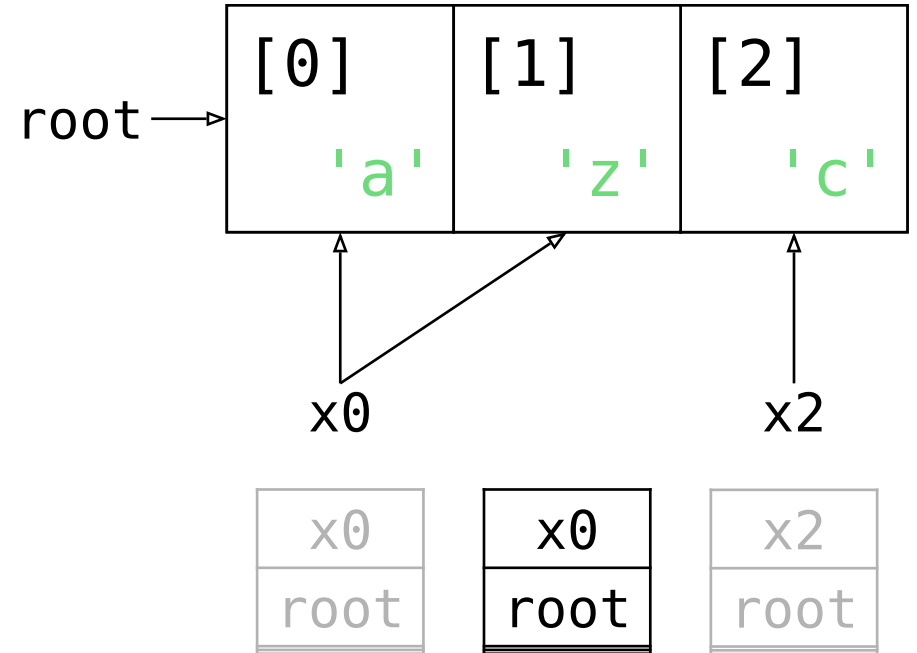 [0] [1] [2]
root
'a' 'z' 'c'
x0 x2
x0 x0 x2
root root root